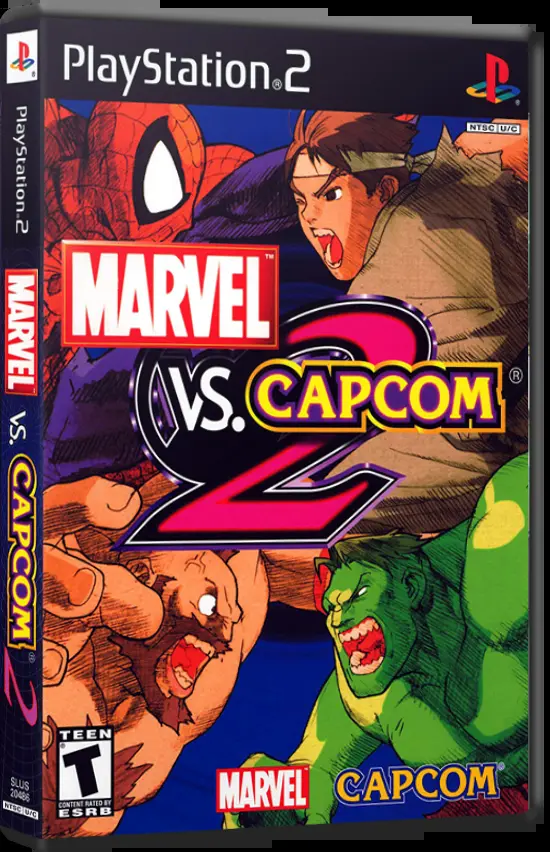 PlayStation®2
NTSC U/C
MARVEL™
VS. CAPCOM®
2
TEEN
T
CONTENT RATED BY
ESRB
MARVEL
CAPCOM®
PlayStation®2
MARVEL
VS.
CAPCOM®
2
SLUS
20486
NTSC U/C